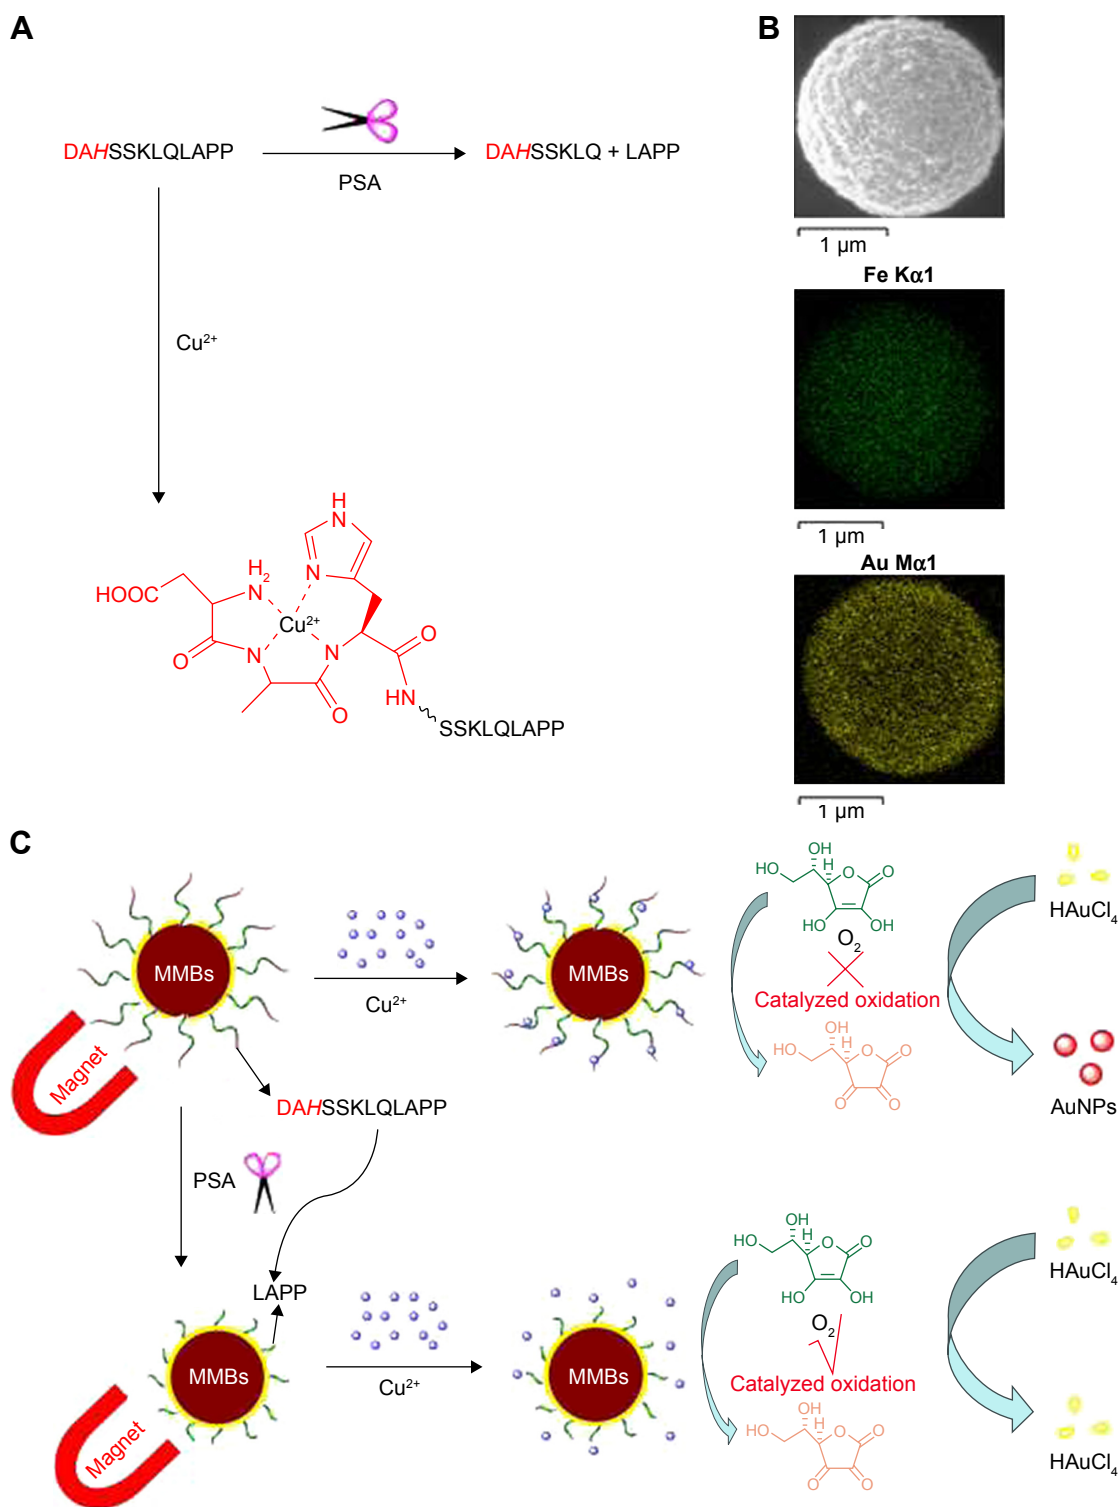 A
DAHSSKLQLAPP
PSA
DAHSSKLQ + LAPP
Cu²⁺
H
N
N
H₂
N
HOOC
Cu²⁺
O
N
N
O
O
HN
SSKLQLAPP
B
1 µm
Fe Kα1
1 µm
Au Mα1
1 µm
C
MMBs
Magnet
Cu²⁺
MMBs
OH
HO
H
O
O
HO
OH
O₂
Catalyzed oxidation
OH
HO
H
O
O
O
O
HAuCl₄
AuNPs
DAHSSKLQLAPP
PSA
LAPP
MMBs
Magnet
Cu²⁺
MMBs
OH
HO
H
O
O
HO
OH
O₂
Catalyzed oxidation
OH
HO
H
O
O
O
O
HAuCl₄
HAuCl₄